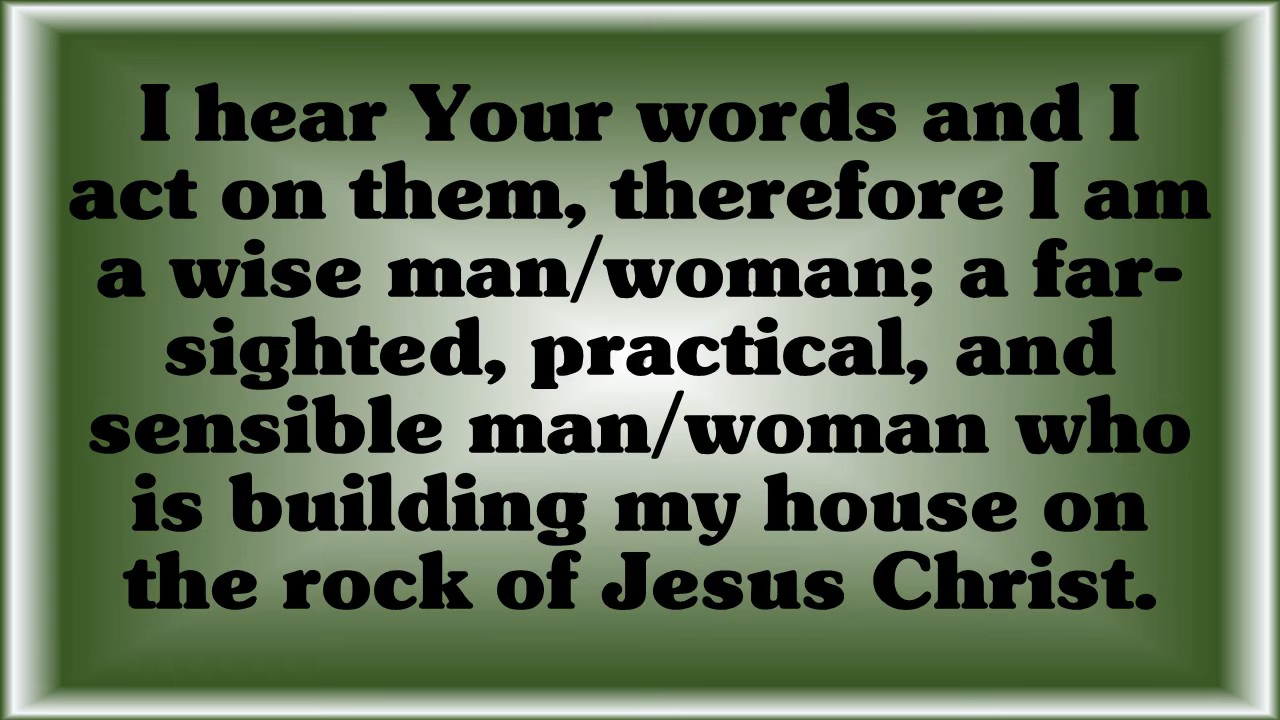 I hear Your words and I
act on them, therefore I am
a wise man/woman; a far-
sighted, practical, and
sensible man/woman who
is building my house on
the rock of Jesus Christ.